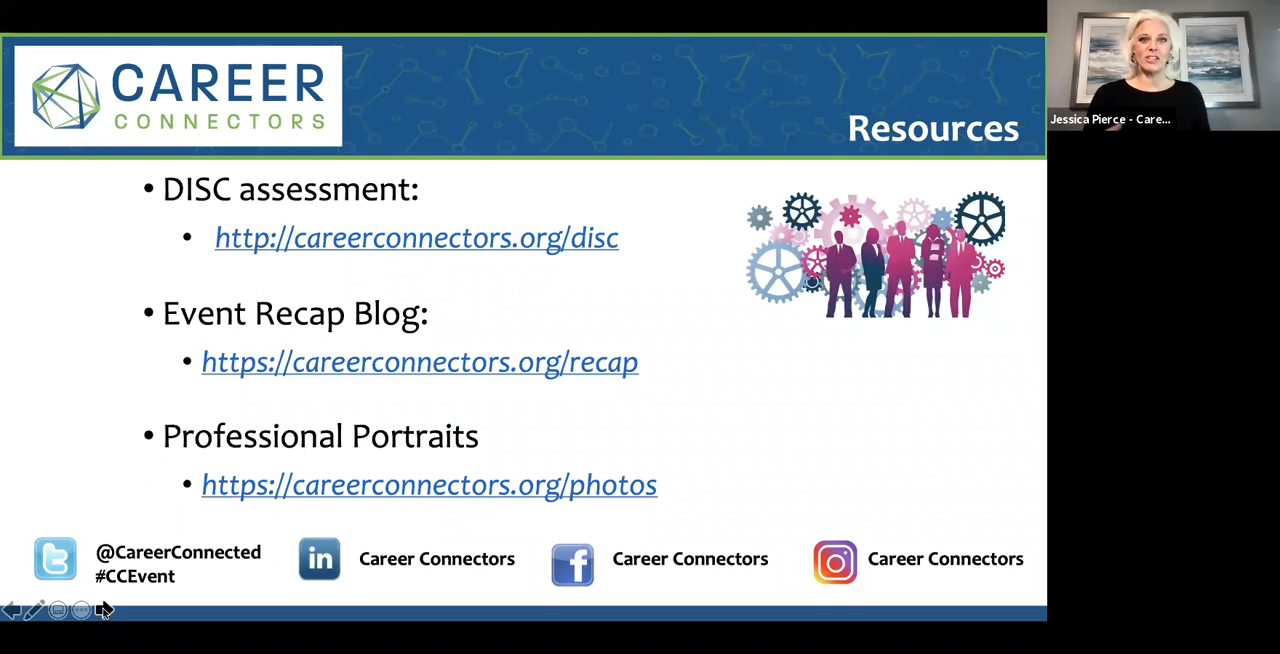 CAREER
CONNECTORS
Resources
Jessica Pierce - Care...
• DISC assessment:
• http://careerconnectors.org/disc
• Event Recap Blog:
• https://careerconnectors.org/recap
• Professional Portraits
• https://careerconnectors.org/photos
@CareerConnected
#CCEvent
in
Career Connectors
f
Career Connectors
Career Connectors